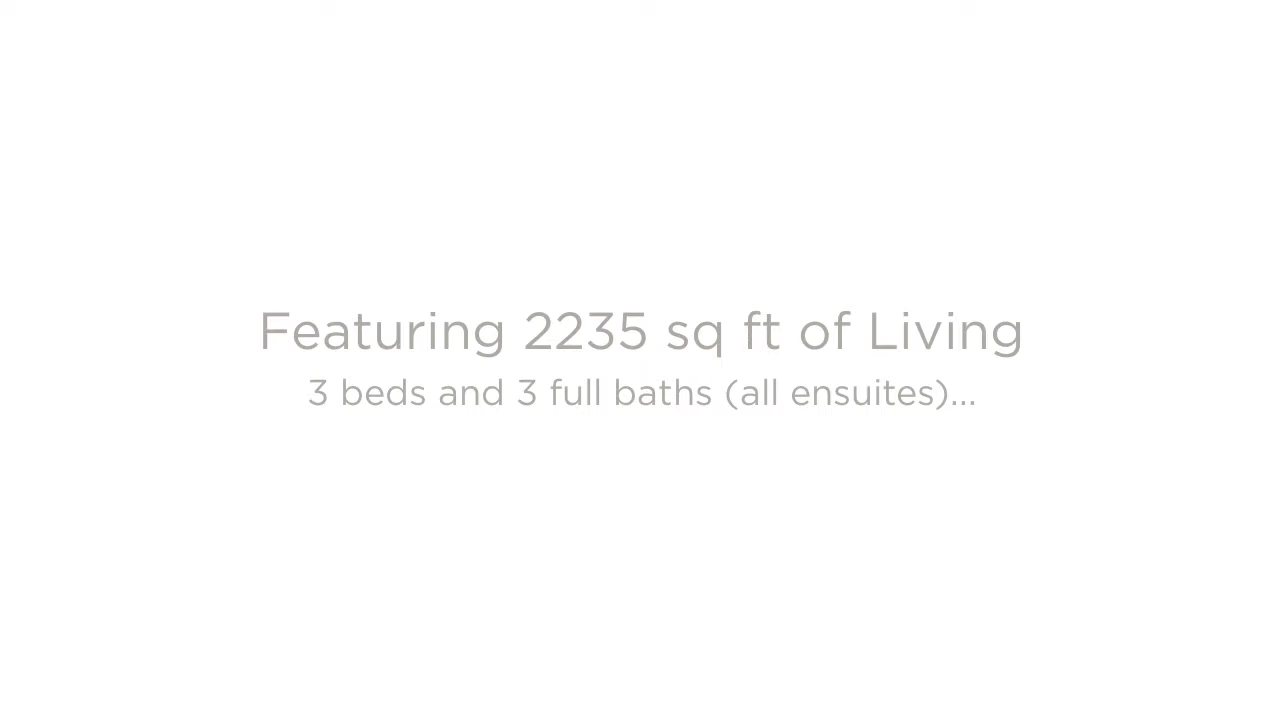 Featuring 2235 sq ft of Living
3 beds and 3 full baths (all ensuites)...